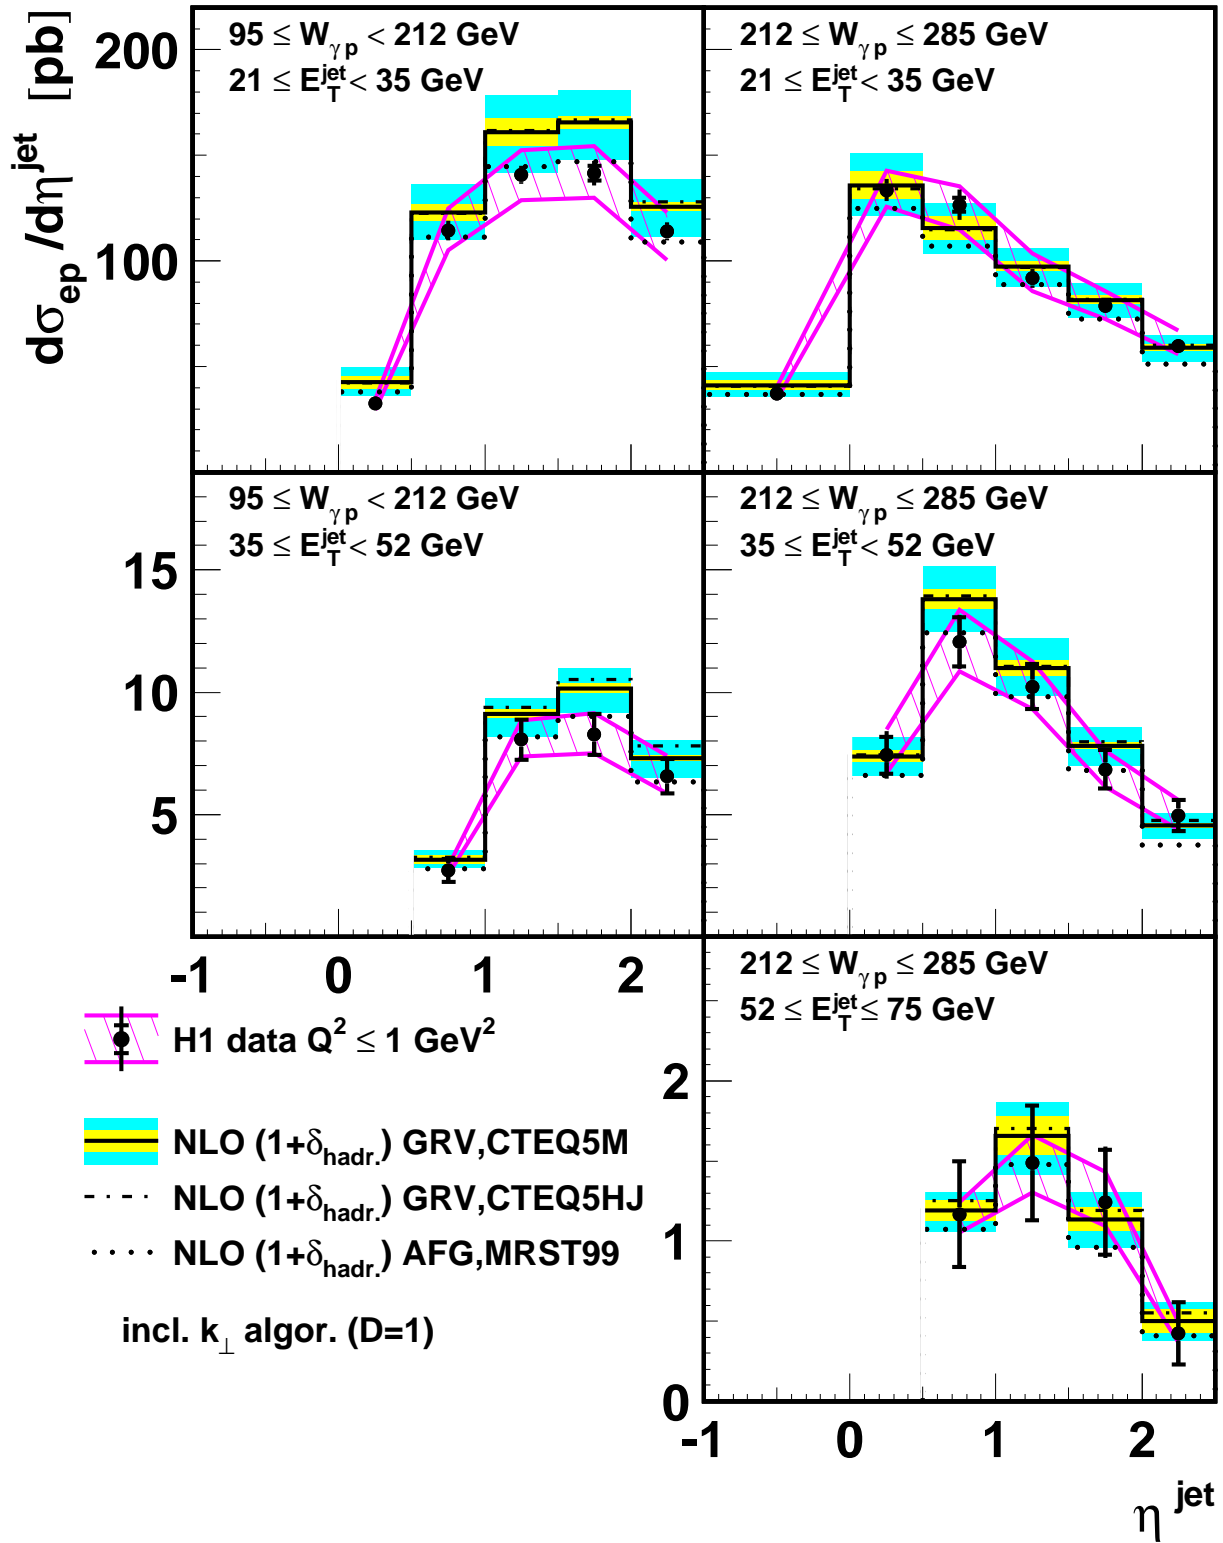 dσ_ep /dη^jet [pb]
200
100
95 ≤ W_γp < 212 GeV
21 ≤ E_T^jet < 35 GeV
212 ≤ W_γp ≤ 285 GeV
21 ≤ E_T^jet < 35 GeV
15
10
5
95 ≤ W_γp < 212 GeV
35 ≤ E_T^jet < 52 GeV
212 ≤ W_γp ≤ 285 GeV
35 ≤ E_T^jet < 52 GeV
-1 0 1 2
212 ≤ W_γp ≤ 285 GeV
52 ≤ E_T^jet ≤ 75 GeV
2
1
0
-1 0 1 2
η^jet
H1 data Q² ≤ 1 GeV²
NLO (1+δ_hadr.) GRV,CTEQ5M
NLO (1+δ_hadr.) GRV,CTEQ5HJ
NLO (1+δ_hadr.) AFG,MRST99
incl. k_⊥ algor. (D=1)